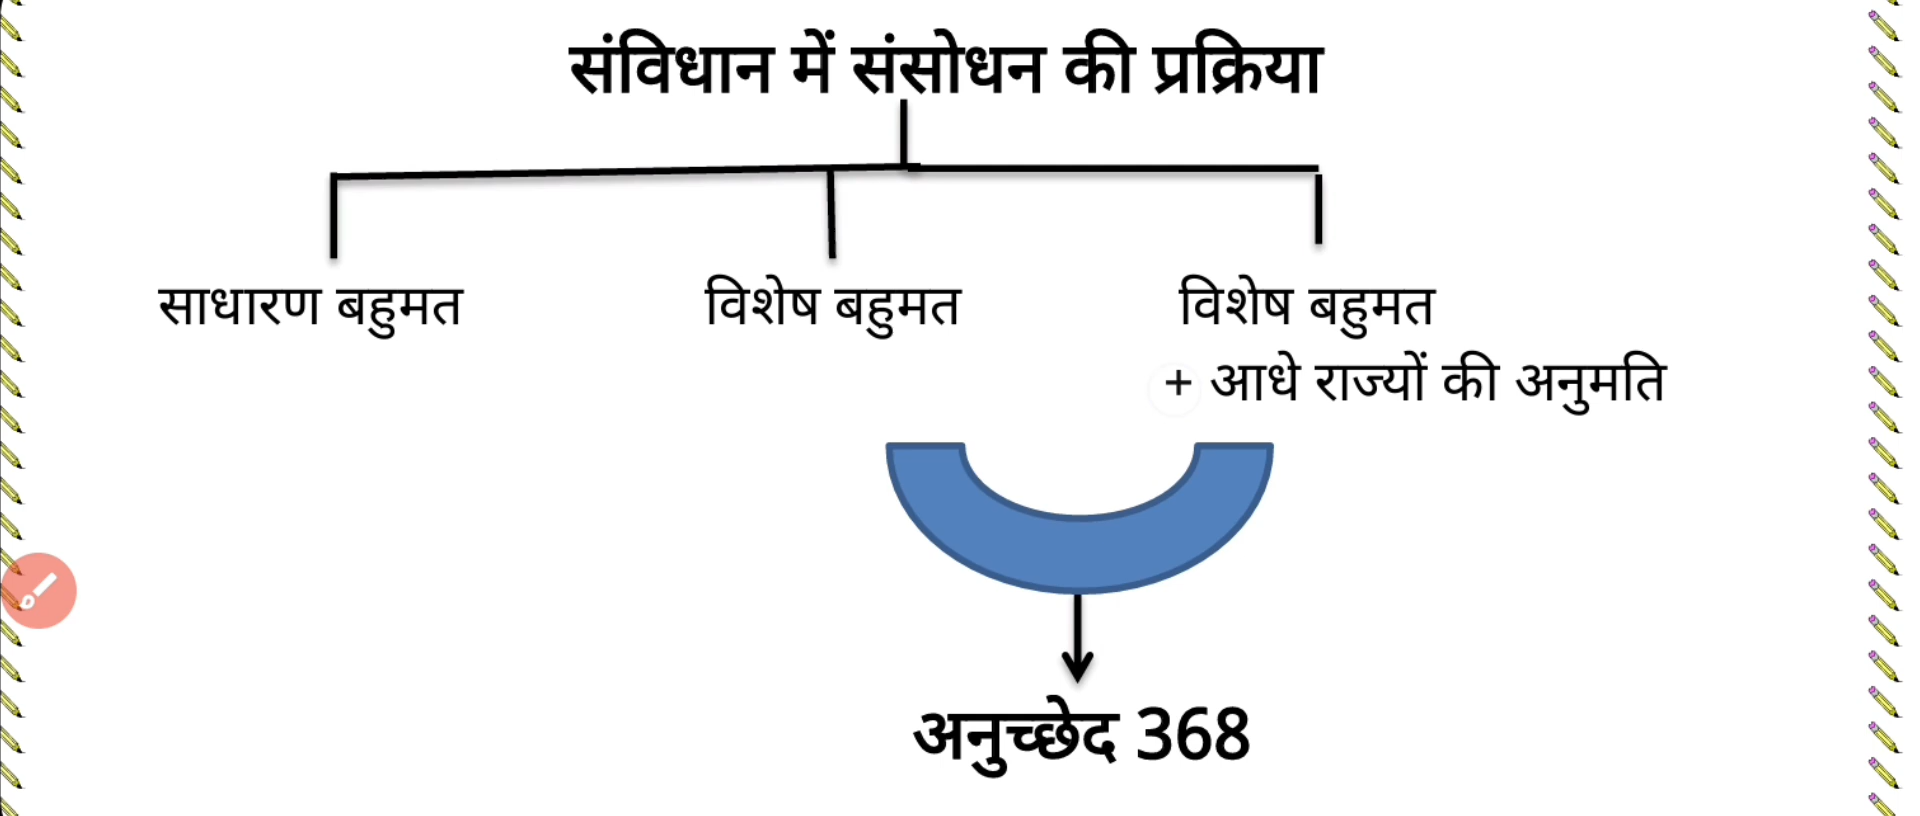 संविधान में संसोधन की प्रक्रिया
साधारण बहुमत
विशेष बहुमत
विशेष बहुमत
+ आधे राज्यों की अनुमति
अनुच्छेद 368